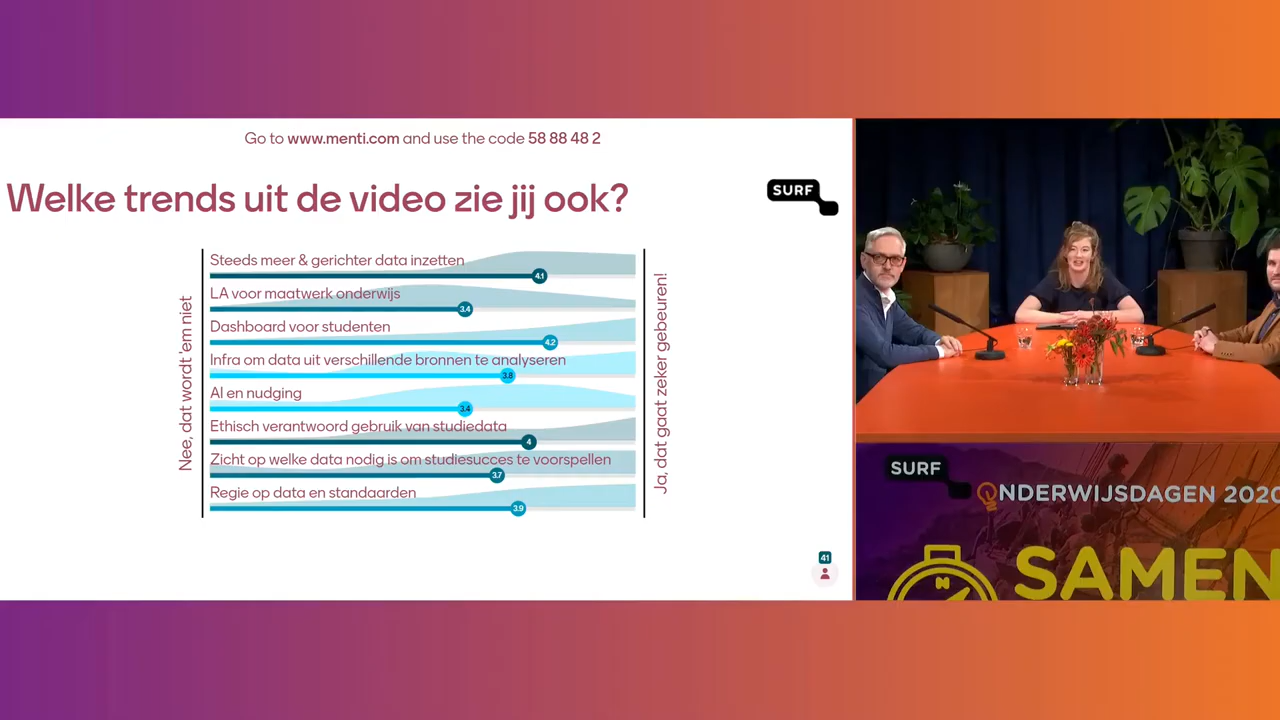 Go to www.menti.com and use the code 58 88 48 2
Welke trends uit de video zie jij ook?
SURF
Nee, dat wordt 'em niet
Steeds meer & gerichter data inzetten
4.1
LA voor maatwerk onderwijs
3.4
Dashboard voor studenten
4.2
Infra om data uit verschillende bronnen te analyseren
3.8
AI en nudging
3.4
Ethisch verantwoord gebruik van studiedata
4
Zicht op welke data nodig is om studiesucces te voorspellen
3.7
Regie op data en standaarden
3.9
Ja, dat gaat zeker gebeuren!
41
SURF
ONDERWIJSDAGEN 2020
SAMEN